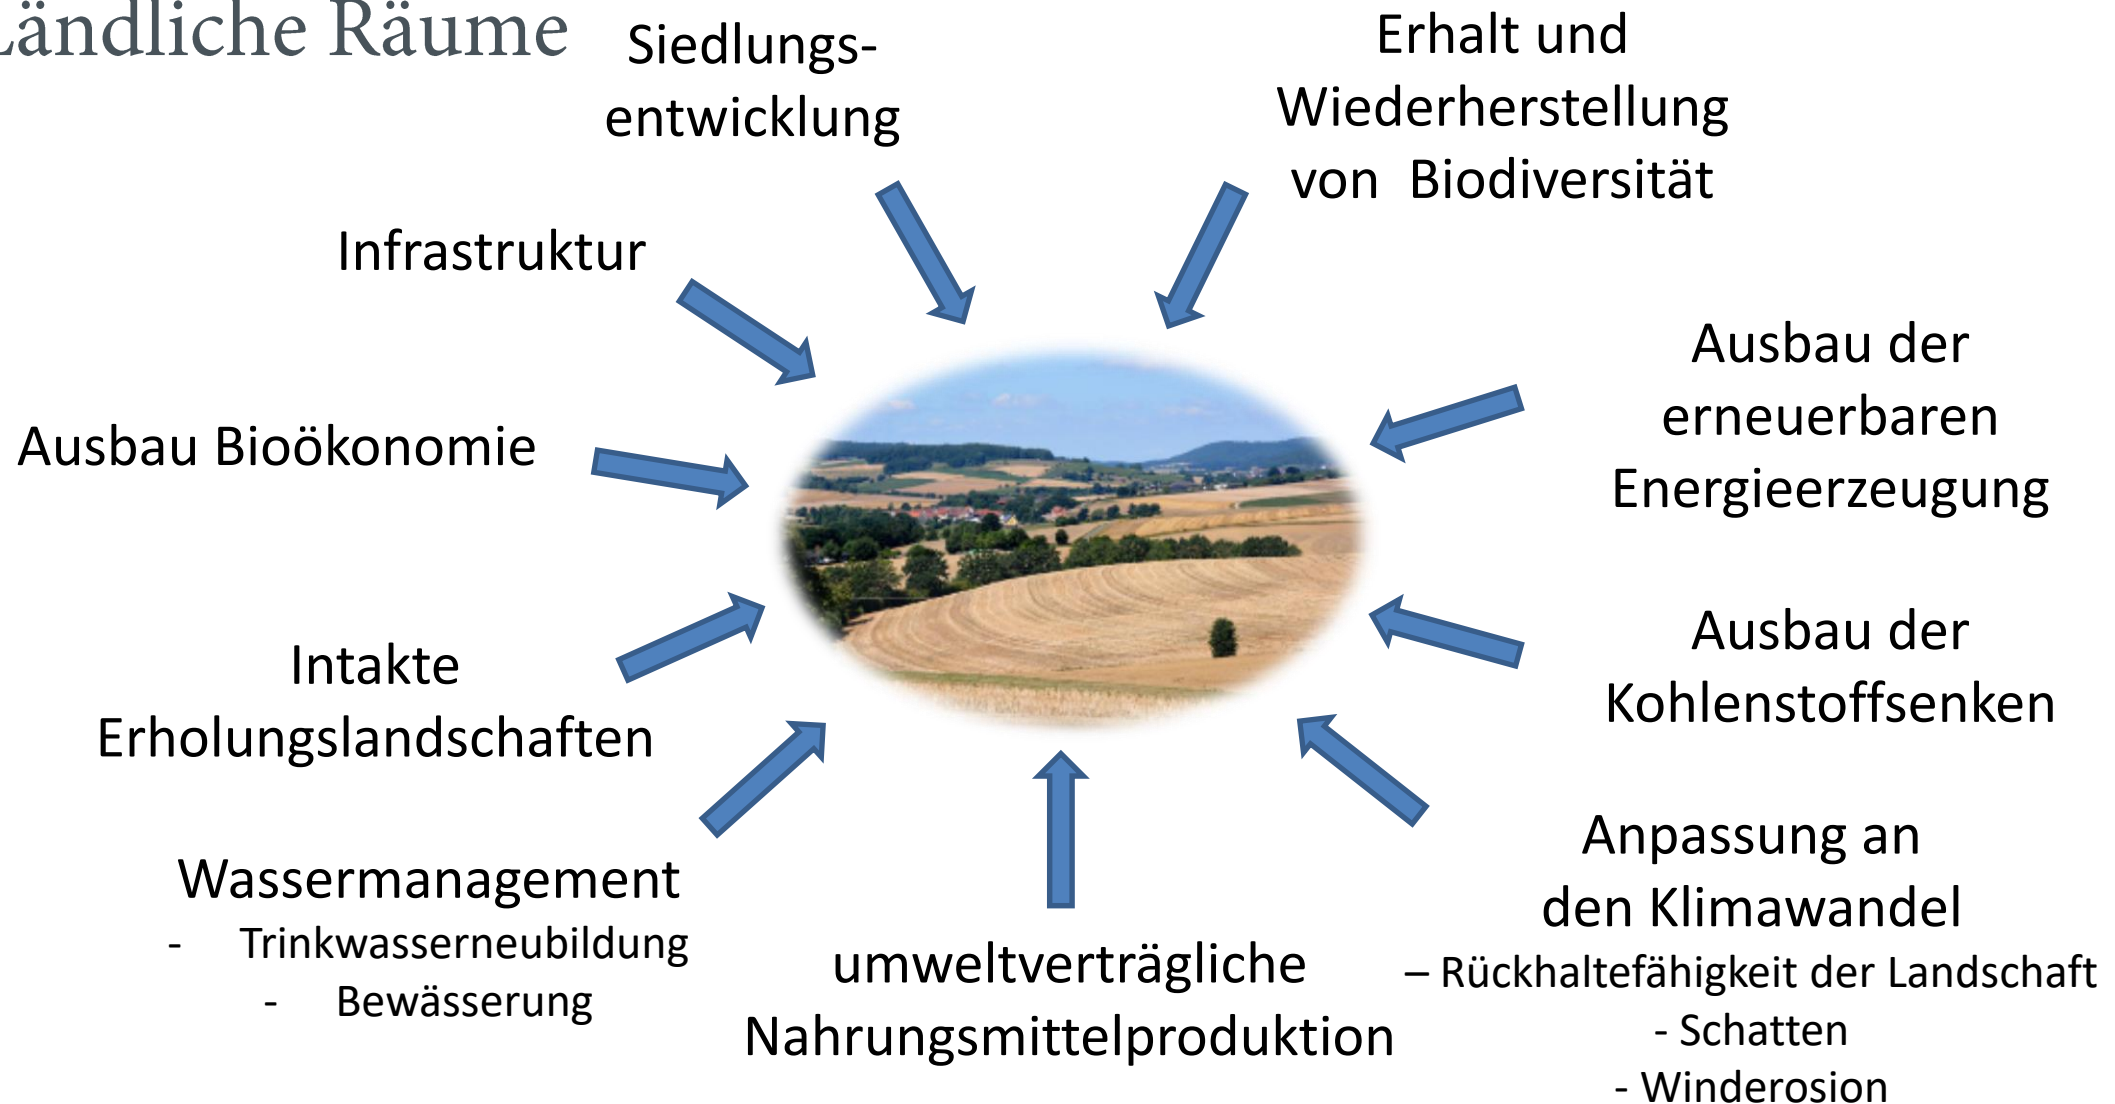 Ländliche Räume
Siedlungs-
entwicklung
Erhalt und
Wiederherstellung
von Biodiversität
Infrastruktur
Ausbau der
erneuerbaren
Energieerzeugung
Ausbau Bioökonomie
Ausbau der
Kohlenstoffsenken
Intakte
Erholungslandschaften
Anpassung an
den Klimawandel
– Rückhaltefähigkeit der Landschaft
- Schatten
- Winderosion
Wassermanagement
- Trinkwasserneubildung
- Bewässerung
umweltverträgliche
Nahrungsmittelproduktion